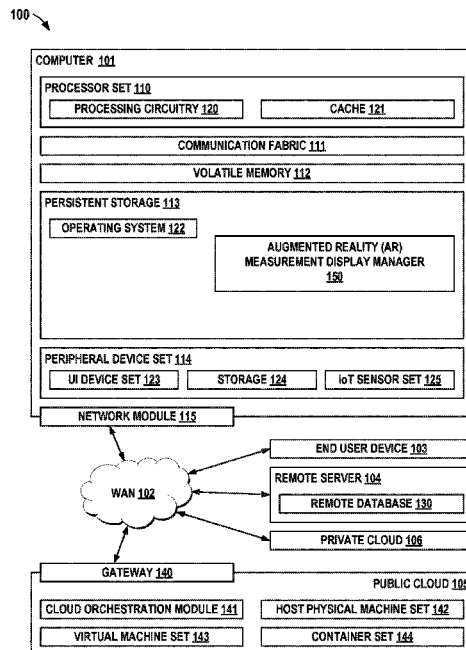 100
COMPUTER 101
PROCESSOR SET 110
PROCESSING CIRCUITRY 120
CACHE 121
COMMUNICATION FABRIC 111
VOLATILE MEMORY 112
PERSISTENT STORAGE 113
OPERATING SYSTEM 122
AUGMENTED REALITY (AR)
MEASUREMENT DISPLAY MANAGER
150
PERIPHERAL DEVICE SET 114
UI DEVICE SET 123
STORAGE 124
IoT SENSOR SET 125
NETWORK MODULE 115
WAN 102
END USER DEVICE 103
REMOTE SERVER 104
REMOTE DATABASE 130
PRIVATE CLOUD 106
GATEWAY 140
PUBLIC CLOUD 105
CLOUD ORCHESTRATION MODULE 141
HOST PHYSICAL MACHINE SET 142
VIRTUAL MACHINE SET 143
CONTAINER SET 144